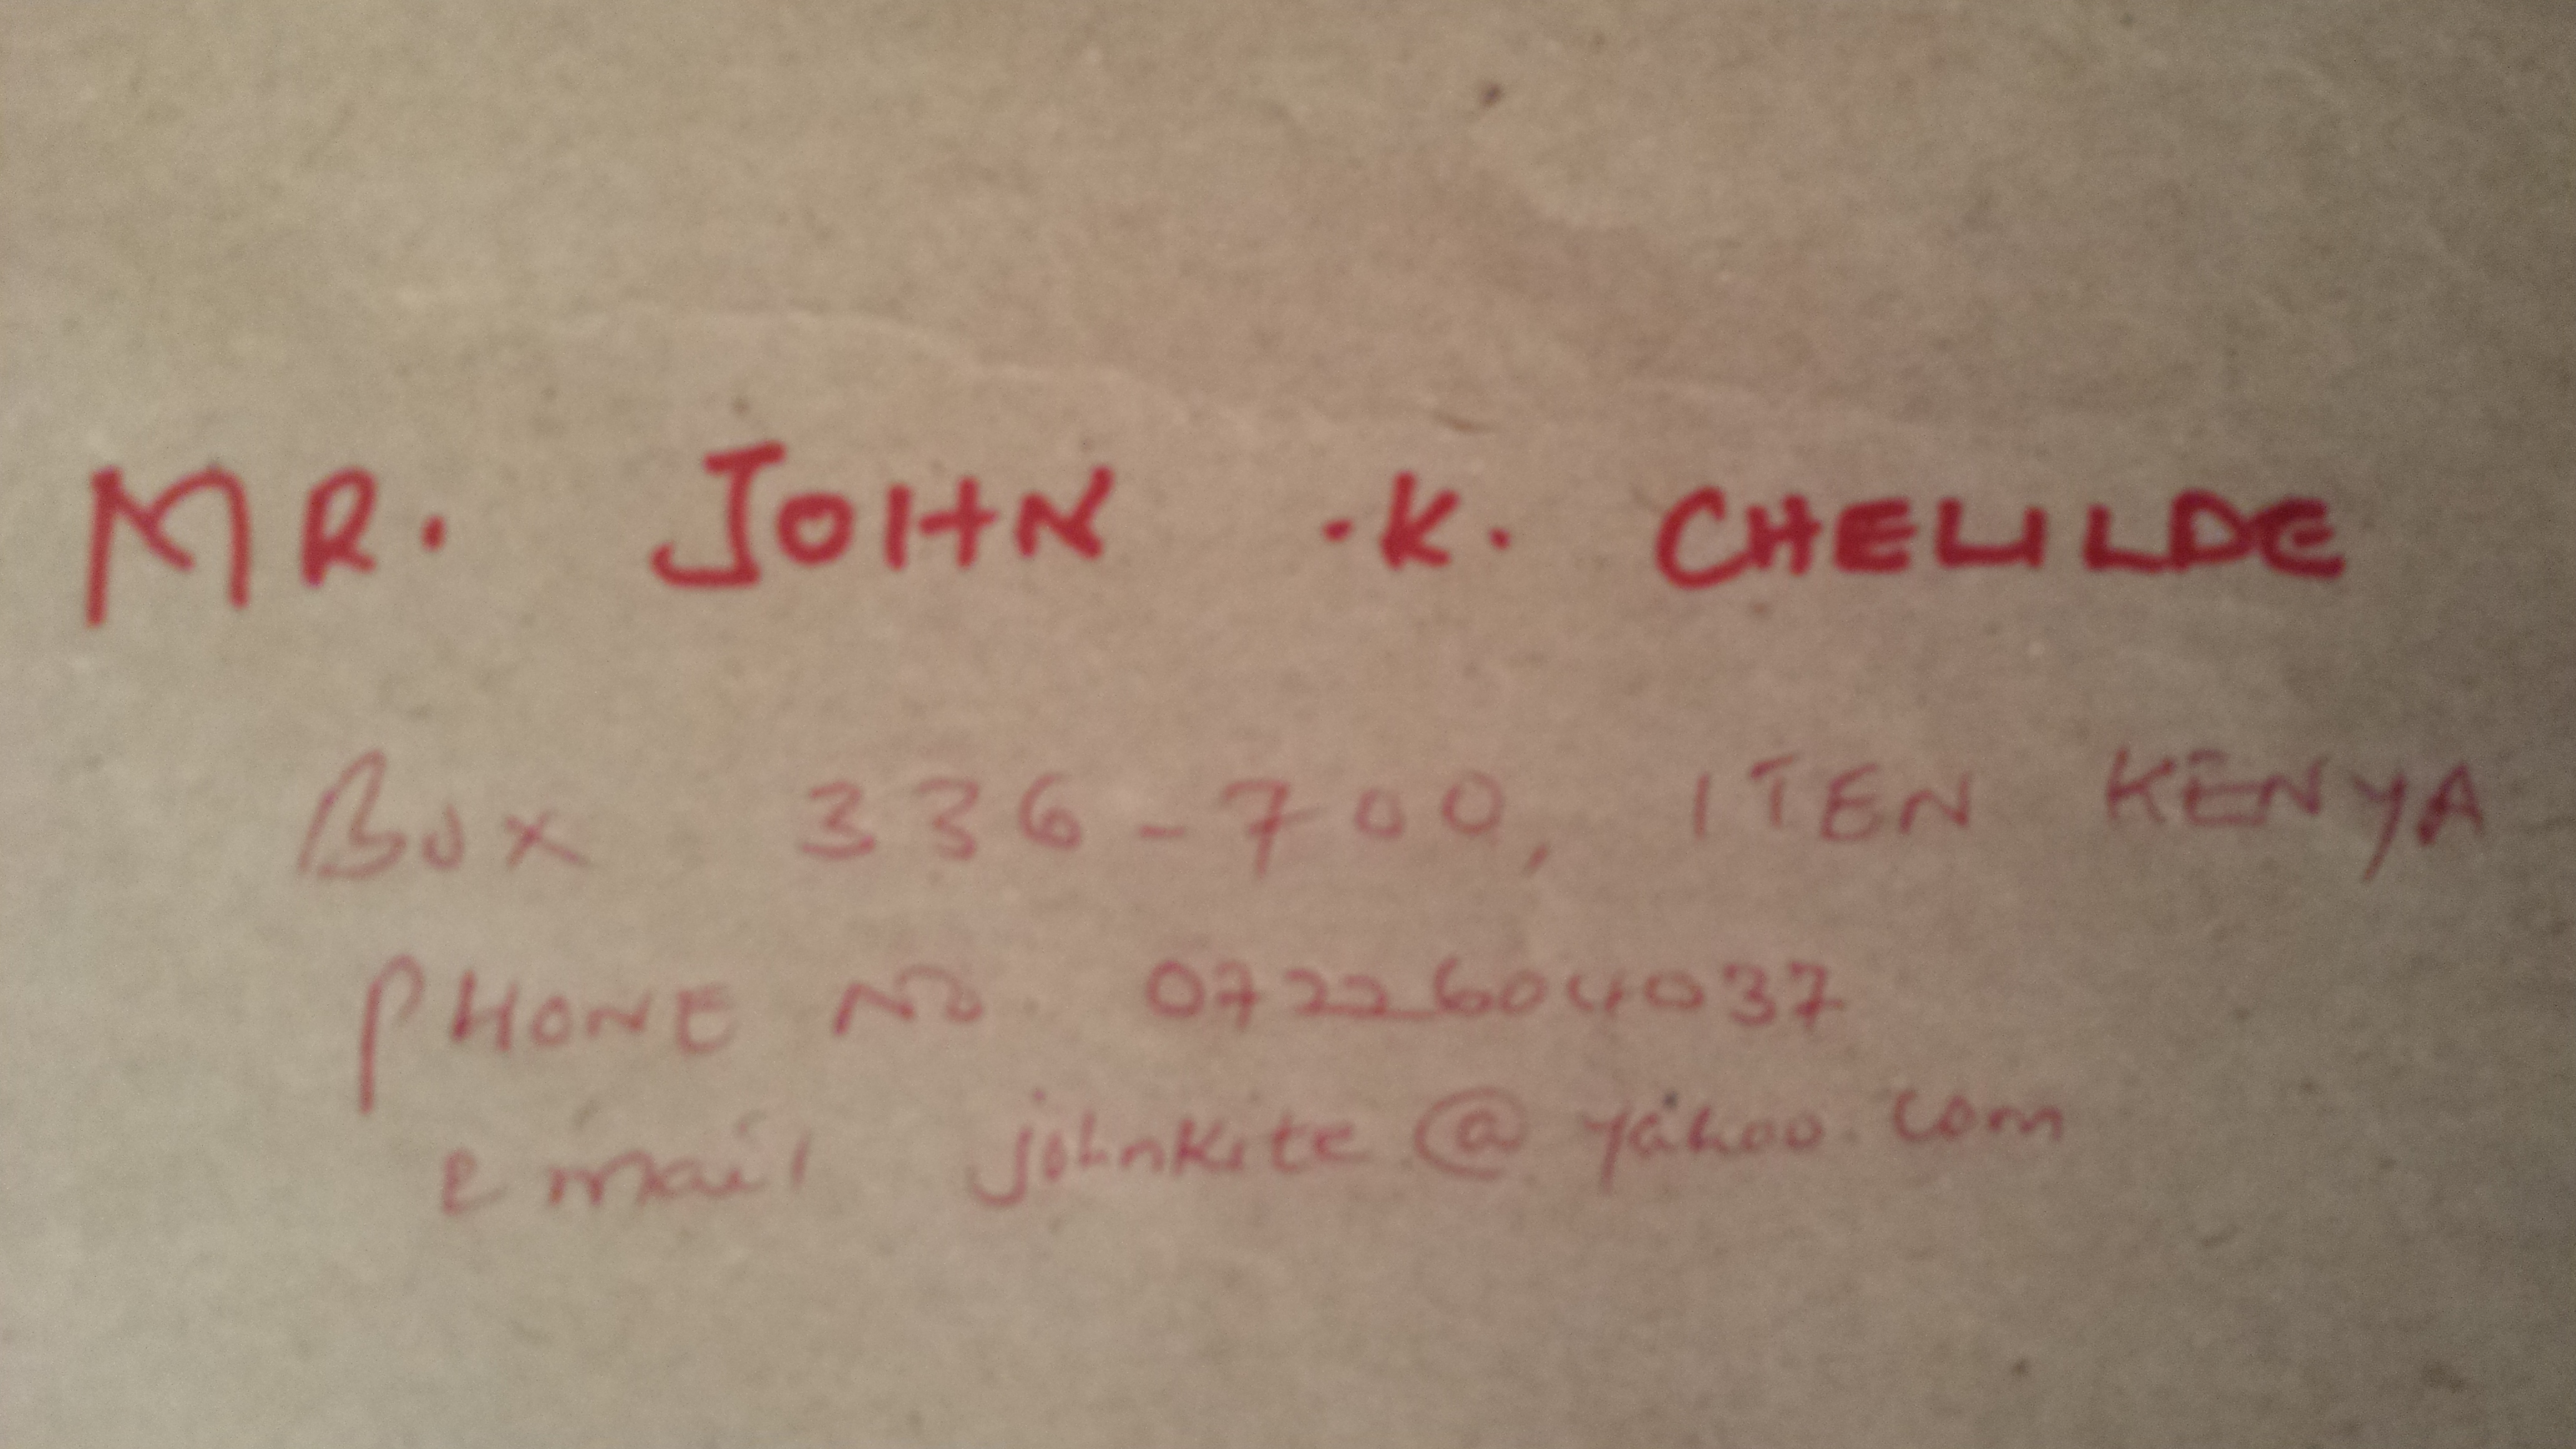 MR. JOHN .K. CHELILDE
Box 336-700, ITEN KENYA
PHONE No 0722604037
email johnkite@yahoo.com